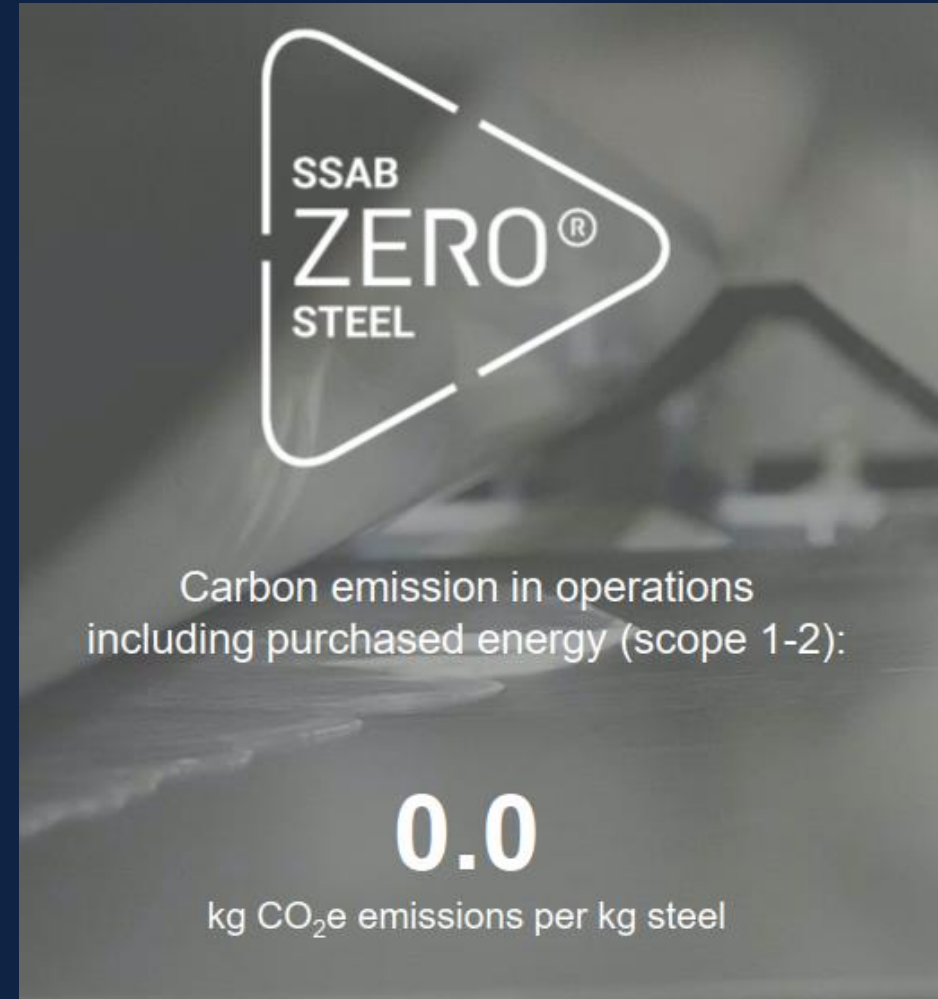 SSAB
ZERO®
STEEL
Carbon emission in operations
including purchased energy (scope 1-2):
0.0
kg CO₂e emissions per kg steel